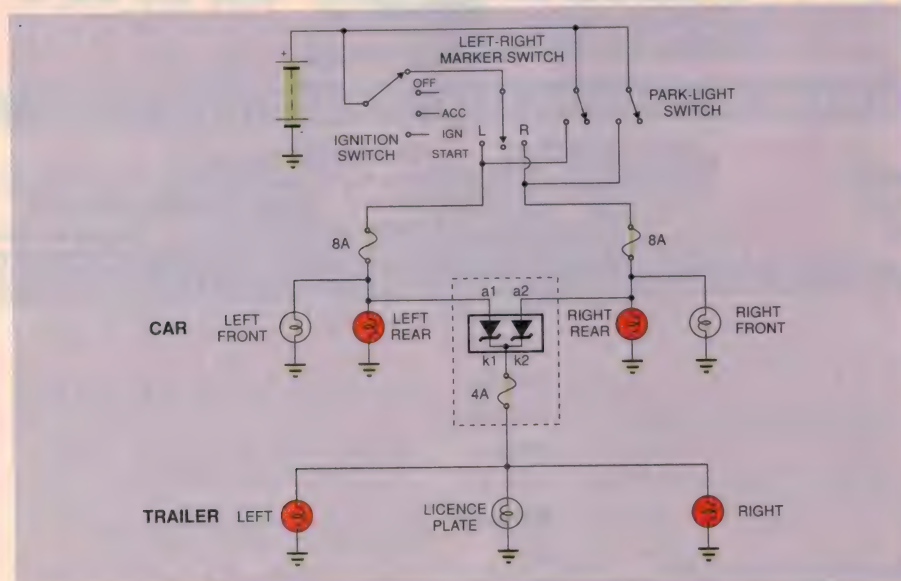 +
LEFT-RIGHT
MARKER SWITCH
OFF
PARK-LIGHT
SWITCH
ACC
IGNITION
SWITCH
IGN
START
L
R
8A
8A
a1 a2
CAR
LEFT
FRONT
LEFT
REAR
RIGHT
REAR
RIGHT
FRONT
k1 k2
4A
TRAILER
LEFT
LICENCE
PLATE
RIGHT